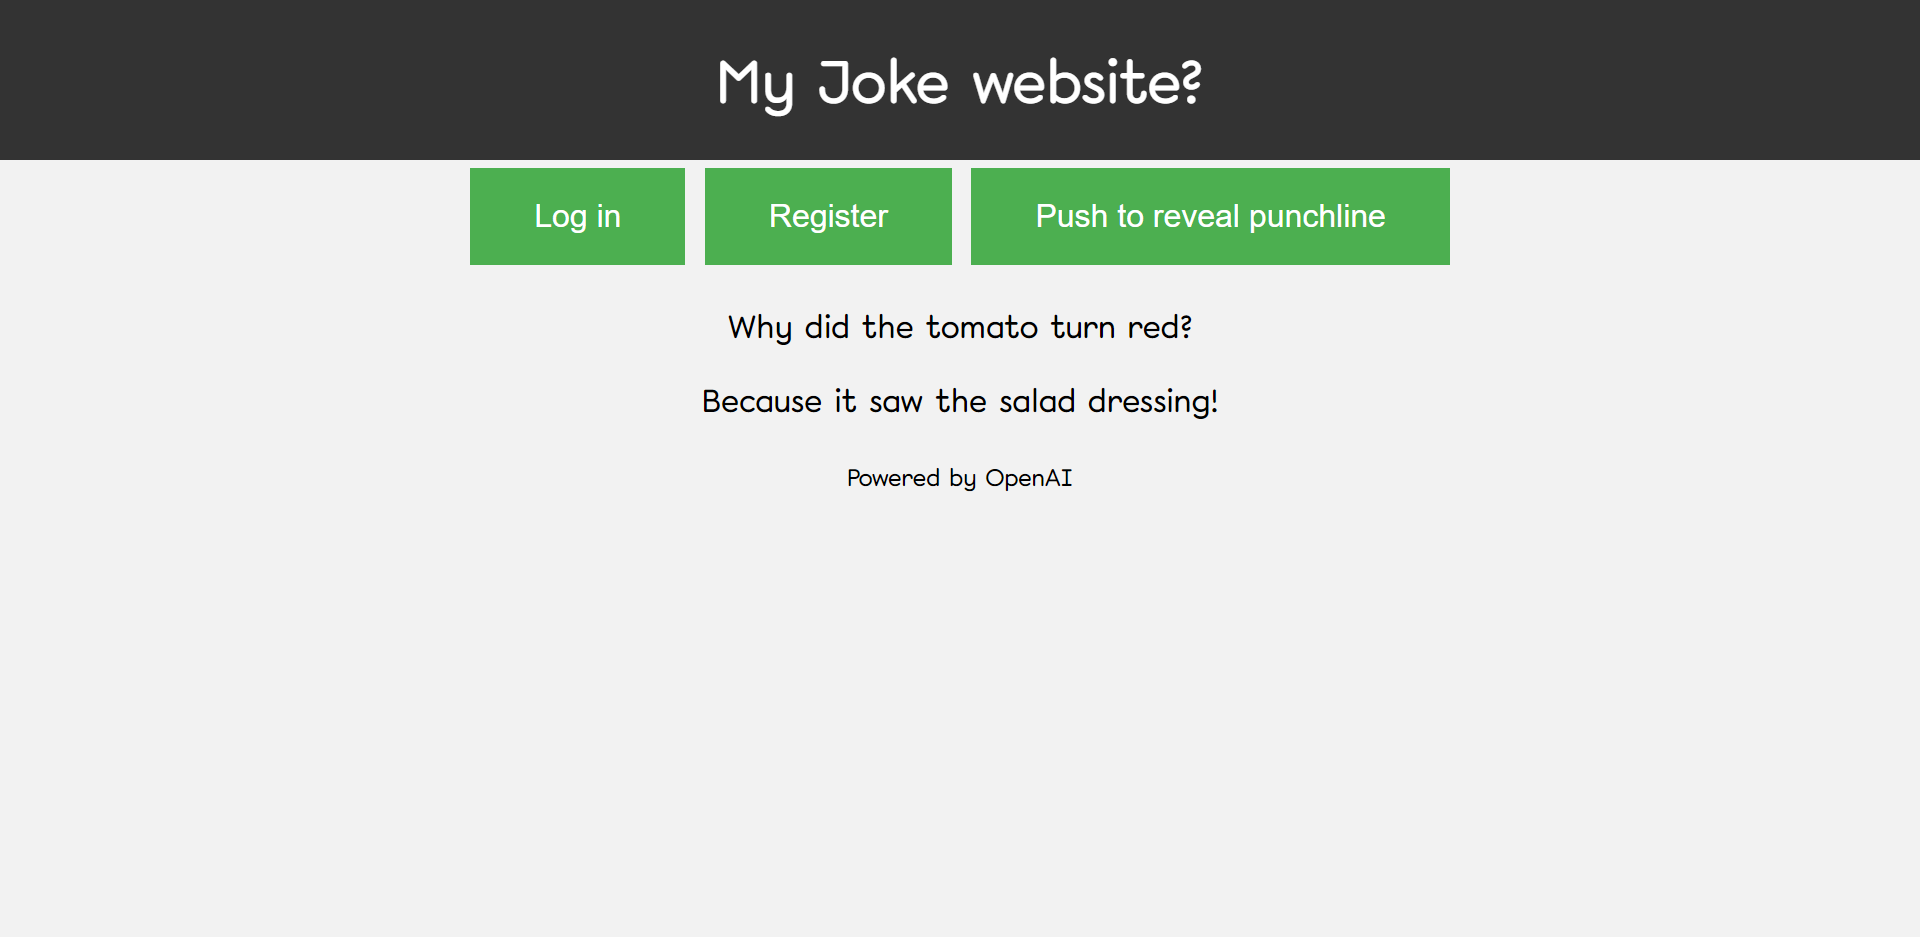 My Joke website?
Log in
Register
Push to reveal punchline
Why did the tomato turn red?
Because it saw the salad dressing!
Powered by OpenAI